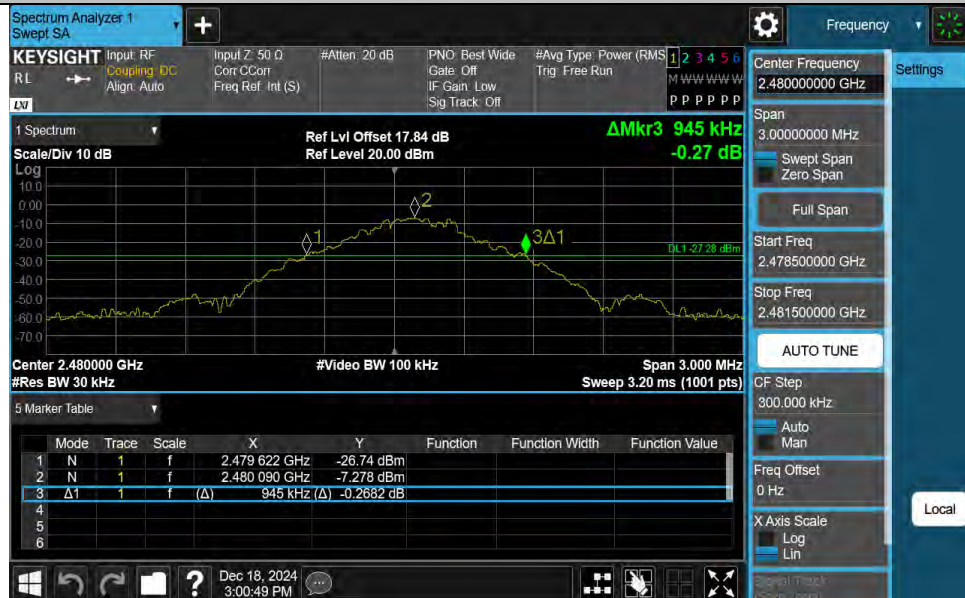 Spectrum Analyzer 1
Swept SA
+
Frequency
KEYSIGHT Input: RF
Coupling: DC
Align: Auto
RL
LXI
Input Z: 50 Ω
Corr CCorr
Freq Ref: Int (S)
#Atten: 20 dB
PNO: Best Wide
Gate: Off
IF Gain: Low
Sig Track: Off
#Avg Type: Power (RMS
Trig: Free Run
1 2 3 4 5 6
M W W W W W
P P P P P P
1 Spectrum
Scale/Div 10 dB
Ref Lvl Offset 17.84 dB
Ref Level 20.00 dBm
ΔMkr3 945 kHz
-0.27 dB
Log
10.0
0.00
-10.0
-20.0
-30.0
-40.0
-50.0
-60.0
-70.0
1
2
3Δ1
DL1 -27.28 dBm
Center 2.480000 GHz
#Res BW 30 kHz
#Video BW 100 kHz
Span 3.000 MHz
Sweep 3.20 ms (1001 pts)
5 Marker Table
Mode Trace Scale X Y Function Function Width Function Value
1 N 1 f 2.479 622 GHz -26.74 dBm
2 N 1 f 2.480 090 GHz -7.278 dBm
3 Δ1 1 f (Δ) 945 kHz (Δ) -0.2682 dB
4
5
6
Center Frequency
2.480000000 GHz
Settings
Span
3.00000000 MHz
Swept Span
Zero Span
Full Span
Start Freq
2.478500000 GHz
Stop Freq
2.481500000 GHz
AUTO TUNE
CF Step
300.000 kHz
Auto
Man
Freq Offset
0 Hz
X Axis Scale
Log
Lin
Local
?
Dec 18, 2024
3:00:49 PM